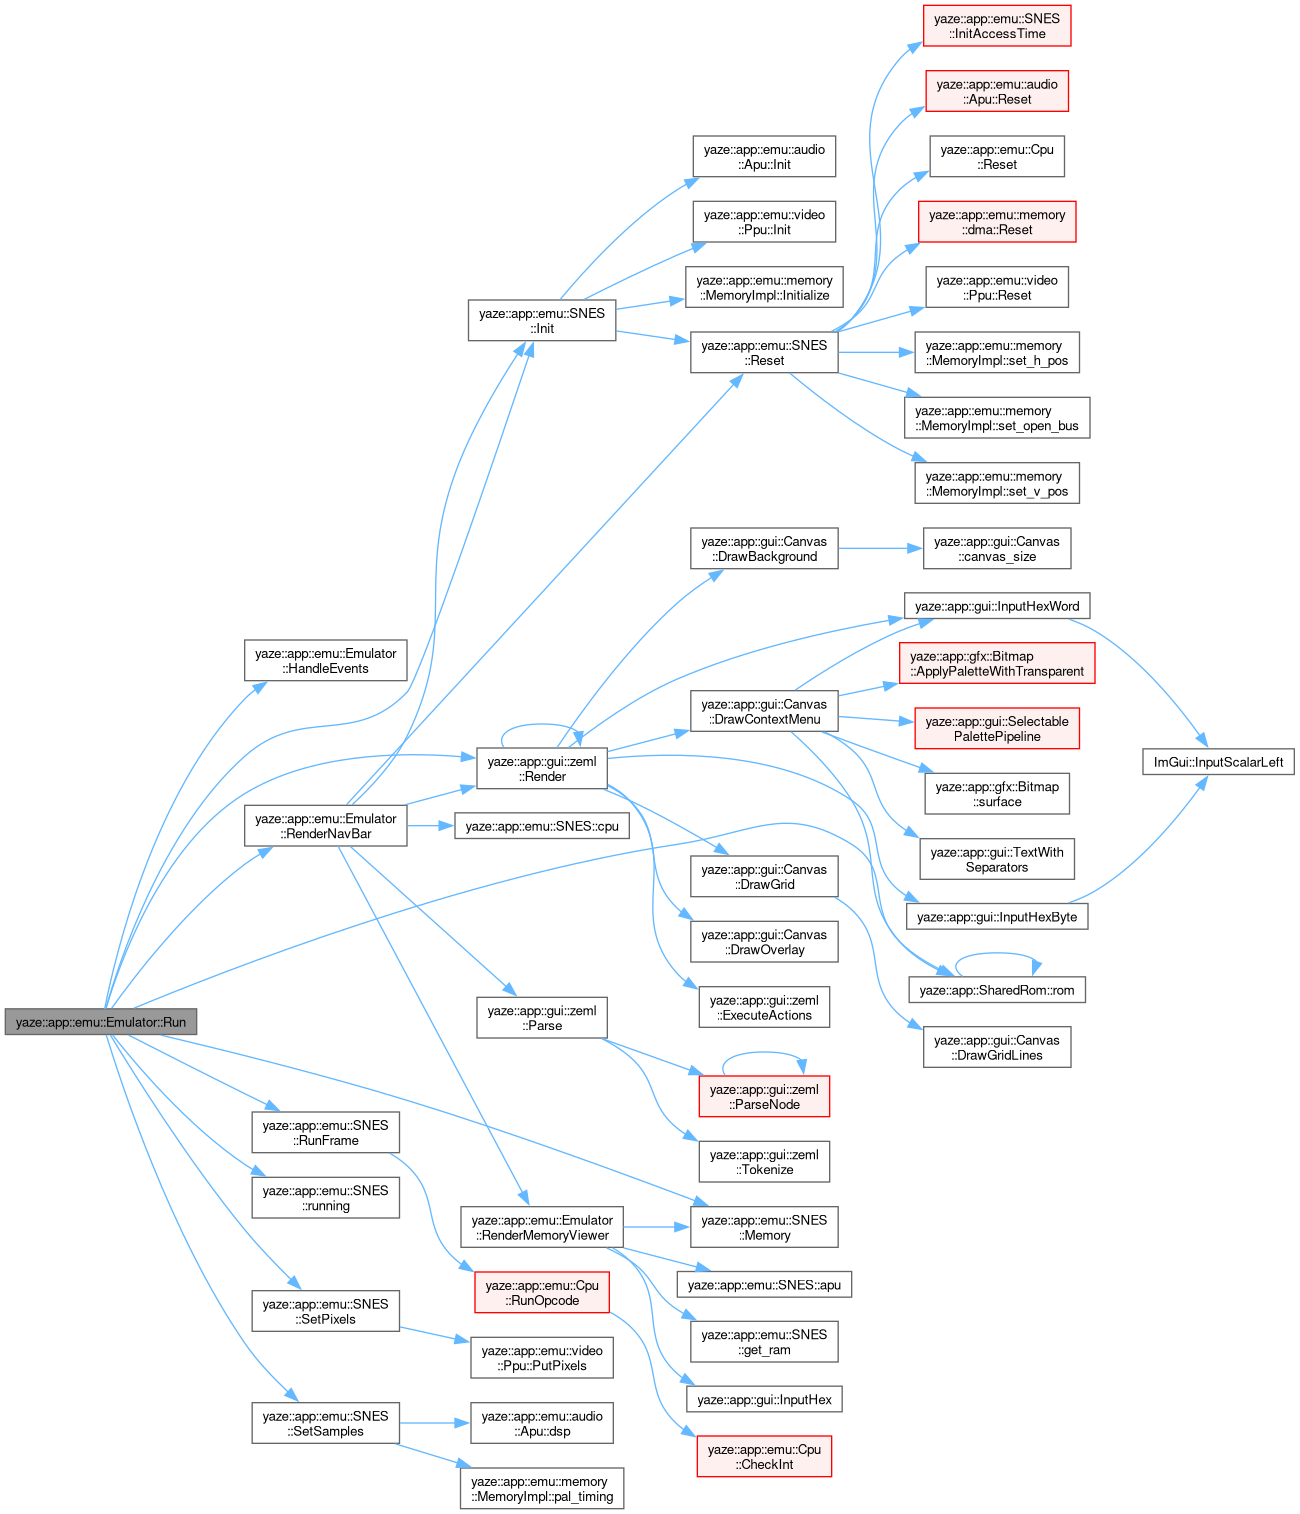 yaze::app::emu::SNES
::InitAccessTime
yaze::app::emu::audio
::Apu::Reset
yaze::app::emu::audio
::Apu::Init
yaze::app::emu::Cpu
::Reset
yaze::app::emu::video
::Ppu::Init
yaze::app::emu::memory
::dma::Reset
yaze::app::emu::memory
::MemoryImpl::Initialize
yaze::app::emu::video
::Ppu::Reset
yaze::app::emu::SNES
::Init
yaze::app::emu::SNES
::Reset
yaze::app::emu::memory
::MemoryImpl::set_h_pos
yaze::app::emu::memory
::MemoryImpl::set_open_bus
yaze::app::emu::memory
::MemoryImpl::set_v_pos
yaze::app::gui::Canvas
::DrawBackground
yaze::app::gui::Canvas
::canvas_size
yaze::app::gui::InputHexWord
yaze::app::emu::Emulator
::HandleEvents
yaze::app::gfx::Bitmap
::ApplyPaletteWithTransparent
yaze::app::gui::Canvas
::DrawContextMenu
yaze::app::gui::Selectable
PalettePipeline
yaze::app::gui::zeml
::Render
ImGui::InputScalarLeft
yaze::app::gfx::Bitmap
::surface
yaze::app::emu::Emulator
::RenderNavBar
yaze::app::emu::SNES::cpu
yaze::app::gui::TextWith
Separators
yaze::app::gui::Canvas
::DrawGrid
yaze::app::gui::InputHexByte
yaze::app::gui::Canvas
::DrawOverlay
yaze::app::SharedRom::rom
yaze::app::gui::zeml
::ExecuteActions
yaze::app::emu::Emulator::Run
yaze::app::gui::zeml
::Parse
yaze::app::gui::Canvas
::DrawGridLines
yaze::app::gui::zeml
::ParseNode
yaze::app::emu::SNES
::RunFrame
yaze::app::gui::zeml
::Tokenize
yaze::app::emu::SNES
::running
yaze::app::emu::Emulator
::RenderMemoryViewer
yaze::app::emu::SNES
::Memory
yaze::app::emu::SNES::apu
yaze::app::emu::Cpu
::RunOpcode
yaze::app::emu::SNES
::SetPixels
yaze::app::emu::SNES
::get_ram
yaze::app::emu::video
::Ppu::PutPixels
yaze::app::gui::InputHex
yaze::app::emu::SNES
::SetSamples
yaze::app::emu::audio
::Apu::dsp
yaze::app::emu::Cpu
::CheckInt
yaze::app::emu::memory
::MemoryImpl::pal_timing